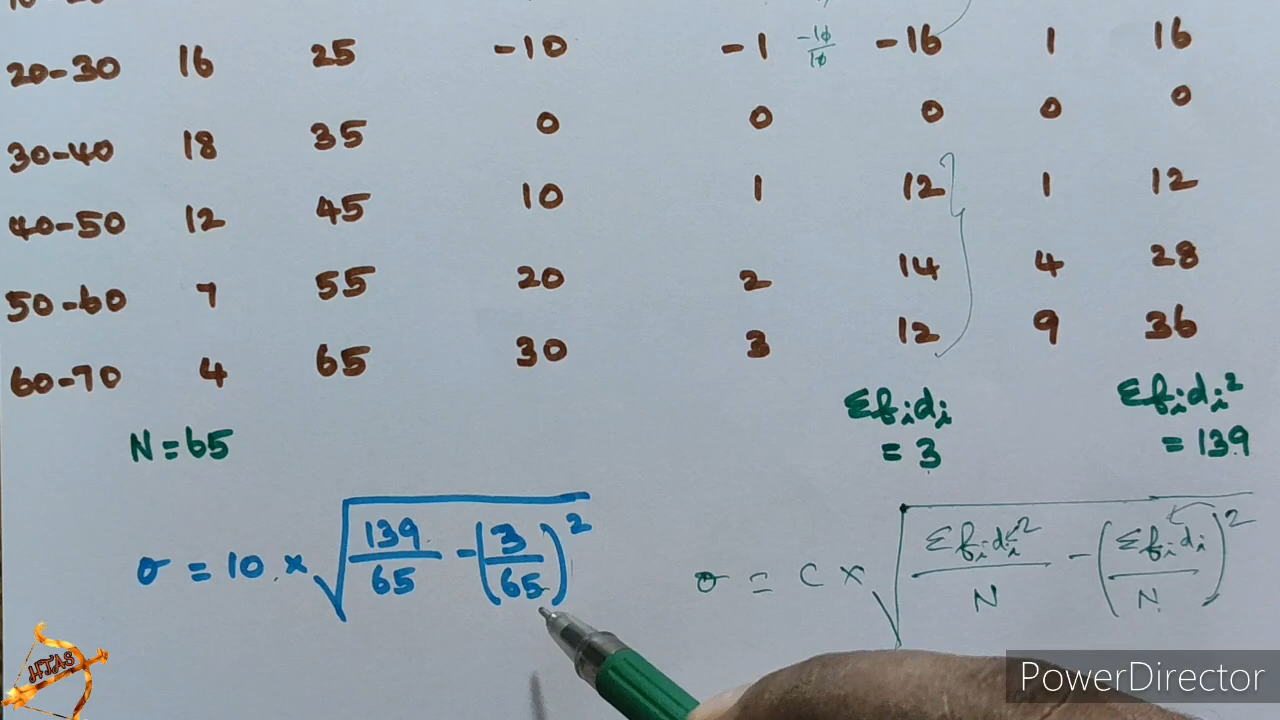 20-30 16 25 -10 -1 -10/10 -16 1 16
30-40 18 35 0 0 0 0 0
40-50 12 45 10 1 12 1 12
50-60 7 55 20 2 14 4 28
60-70 4 65 30 3 12 9 36
Σfᵢdᵢ Σfᵢdᵢ²
N=65 = 3 = 139
σ = 10 × √(139/65 - (3/65)²) σ = C × √(Σfᵢdᵢ²/N - (Σfᵢdᵢ/N)²)
HTAS
PowerDirector